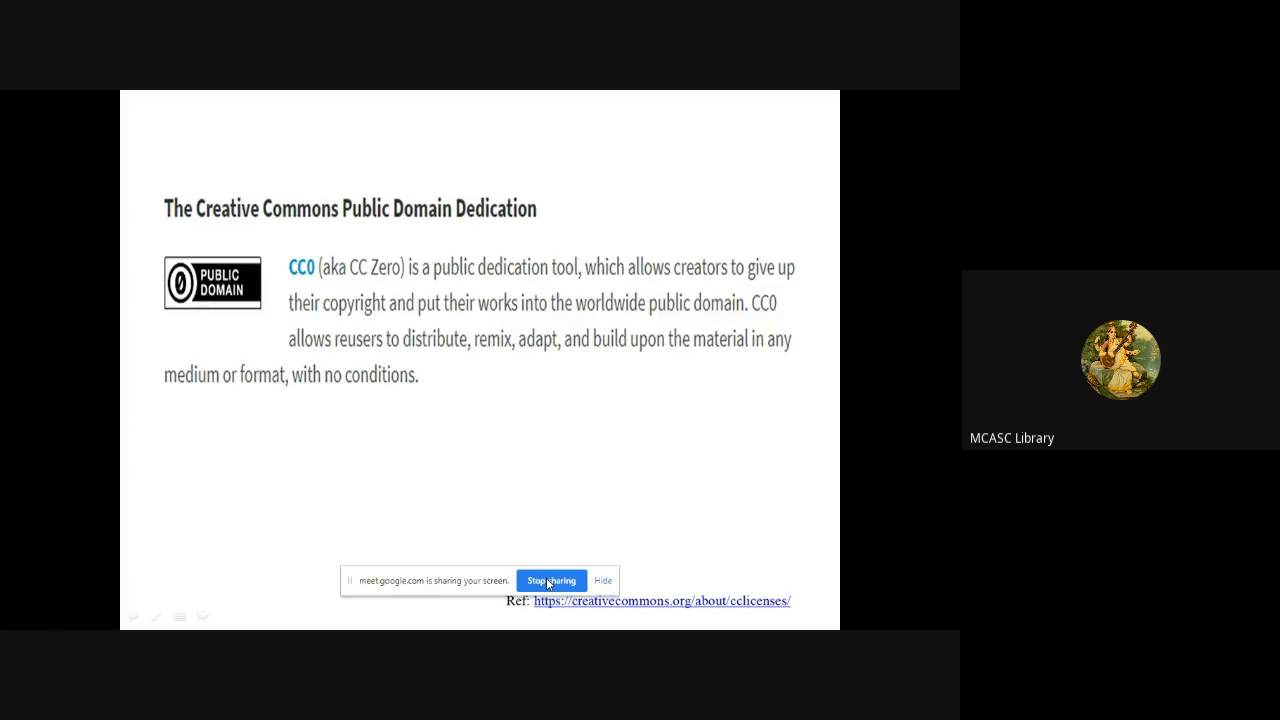 The Creative Commons Public Domain Dedication
PUBLIC
DOMAIN
CC0 (aka CC Zero) is a public dedication tool, which allows creators to give up
their copyright and put their works into the worldwide public domain. CC0
allows reusers to distribute, remix, adapt, and build upon the material in any
medium or format, with no conditions.
MCASC Library
meet.google.com is sharing your screen.
Stop sharing
Hide
Ref: https://creativecommons.org/about/cclicenses/